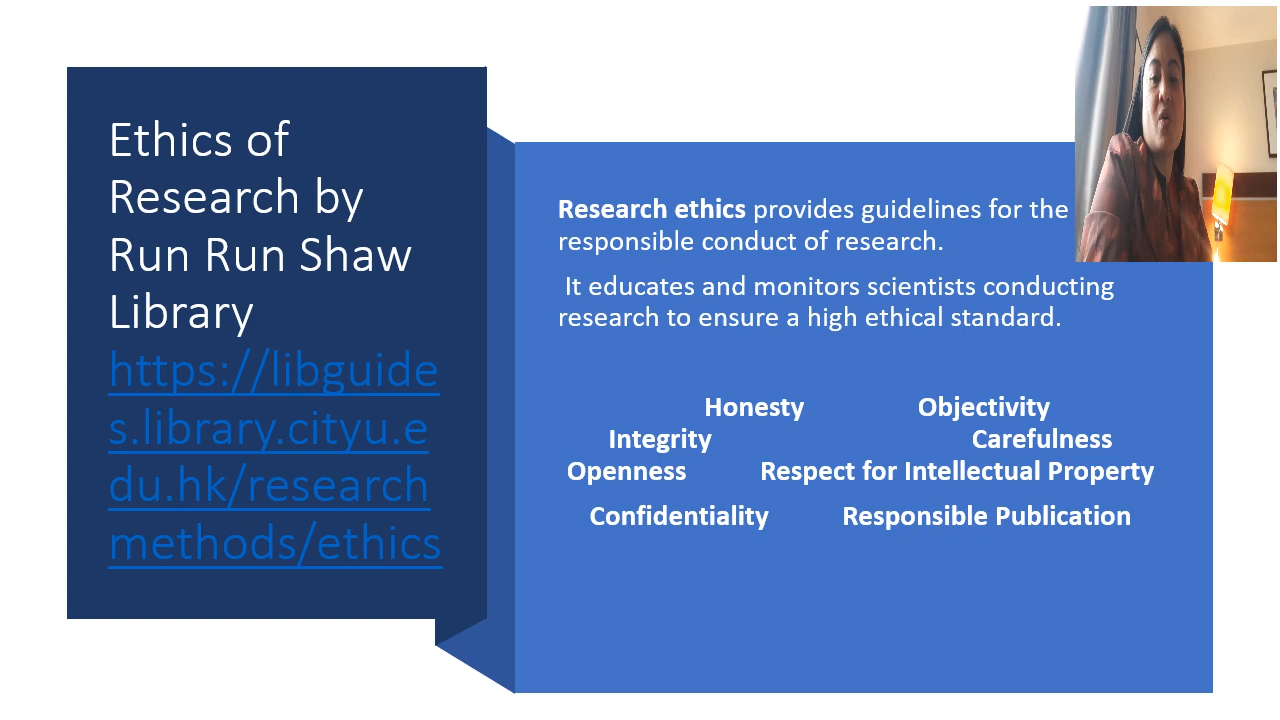 Ethics of
Research by
Run Run Shaw
Library
https://libguide
s.library.cityu.e
du.hk/research
methods/ethics
Research ethics provides guidelines for the
responsible conduct of research.
It educates and monitors scientists conducting
research to ensure a high ethical standard.
Honesty Objectivity
Integrity Carefulness
Openness Respect for Intellectual Property
Confidentiality Responsible Publication